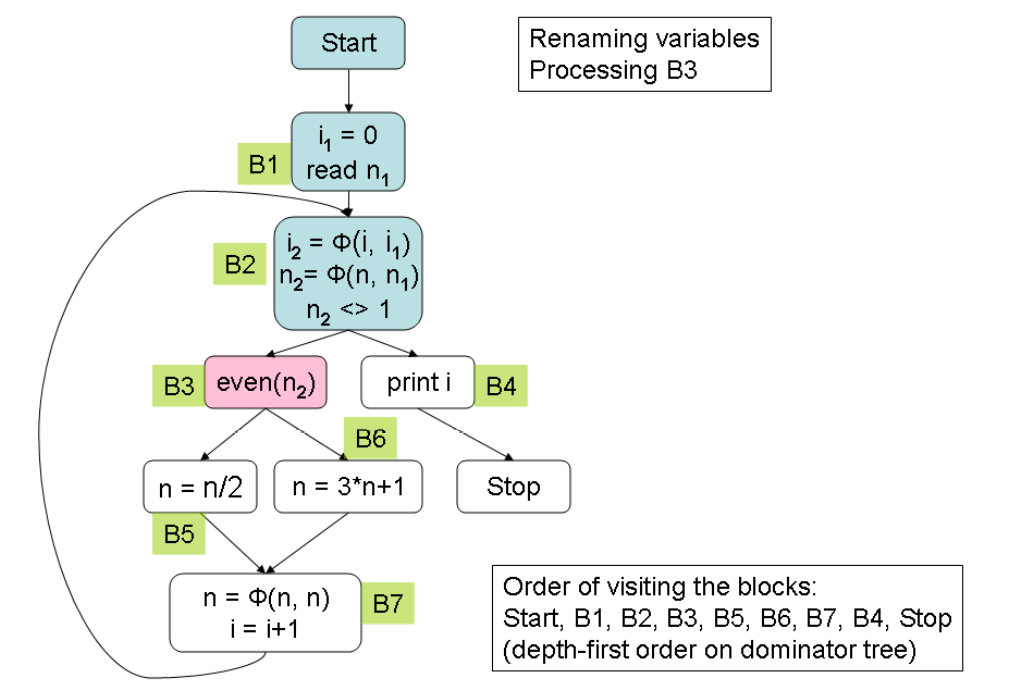 Start
Renaming variables
Processing B3
i₁ = 0
read n₁
B1
i₂ = Φ(i, i₁)
n₂= Φ(n, n₁)
n₂ <> 1
B2
B3
even(n₂)
print i
B4
B6
n = n/2
n = 3*n+1
Stop
B5
n = Φ(n, n)
i = i+1
B7
Order of visiting the blocks:
Start, B1, B2, B3, B5, B6, B7, B4, Stop
(depth-first order on dominator tree)